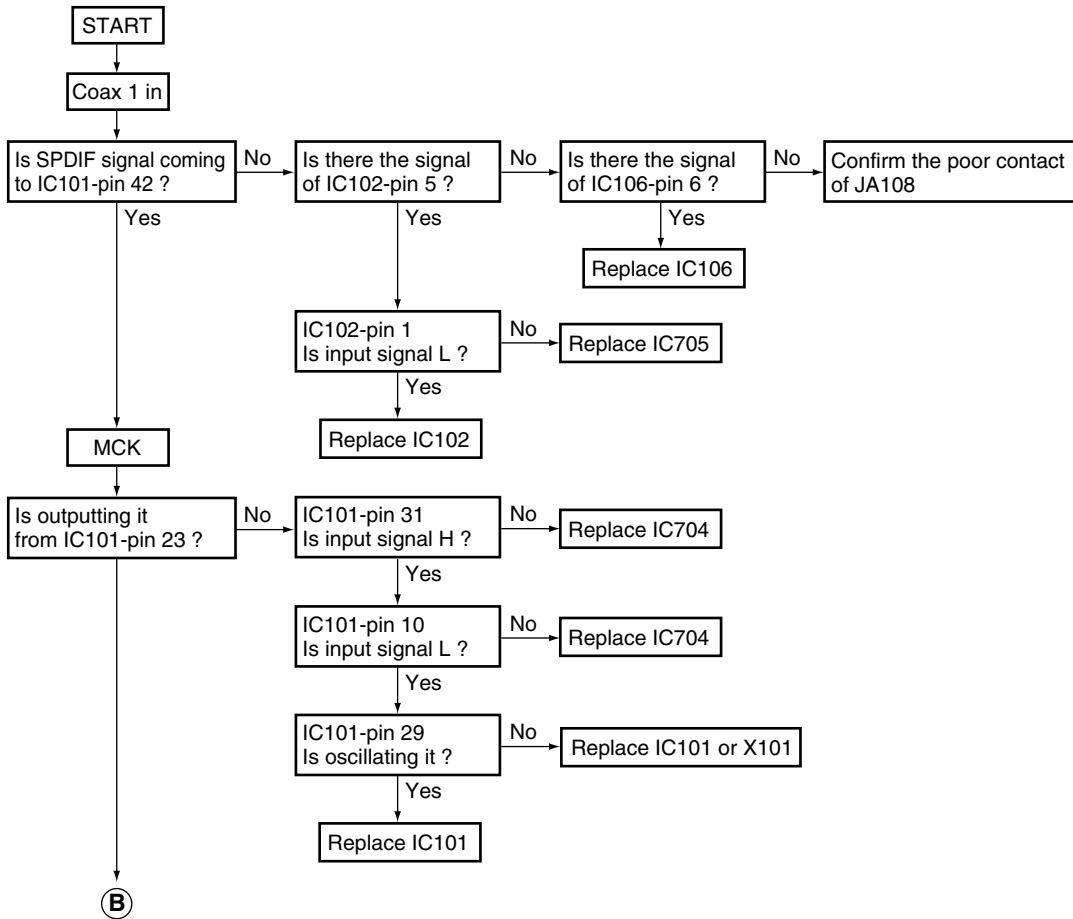 START
Coax 1 in
Is SPDIF signal coming
to IC101-pin 42 ?
No
Is there the signal
of IC102-pin 5 ?
No
Is there the signal
of IC106-pin 6 ?
No
Confirm the poor contact
of JA108
Yes
Yes
Yes
Replace IC106
IC102-pin 1
Is input signal L ?
No
Replace IC705
Yes
Replace IC102
MCK
Is outputting it
from IC101-pin 23 ?
No
IC101-pin 31
Is input signal H ?
No
Replace IC704
Yes
IC101-pin 10
Is input signal L ?
No
Replace IC704
Yes
IC101-pin 29
Is oscillating it ?
No
Replace IC101 or X101
Yes
Replace IC101
B